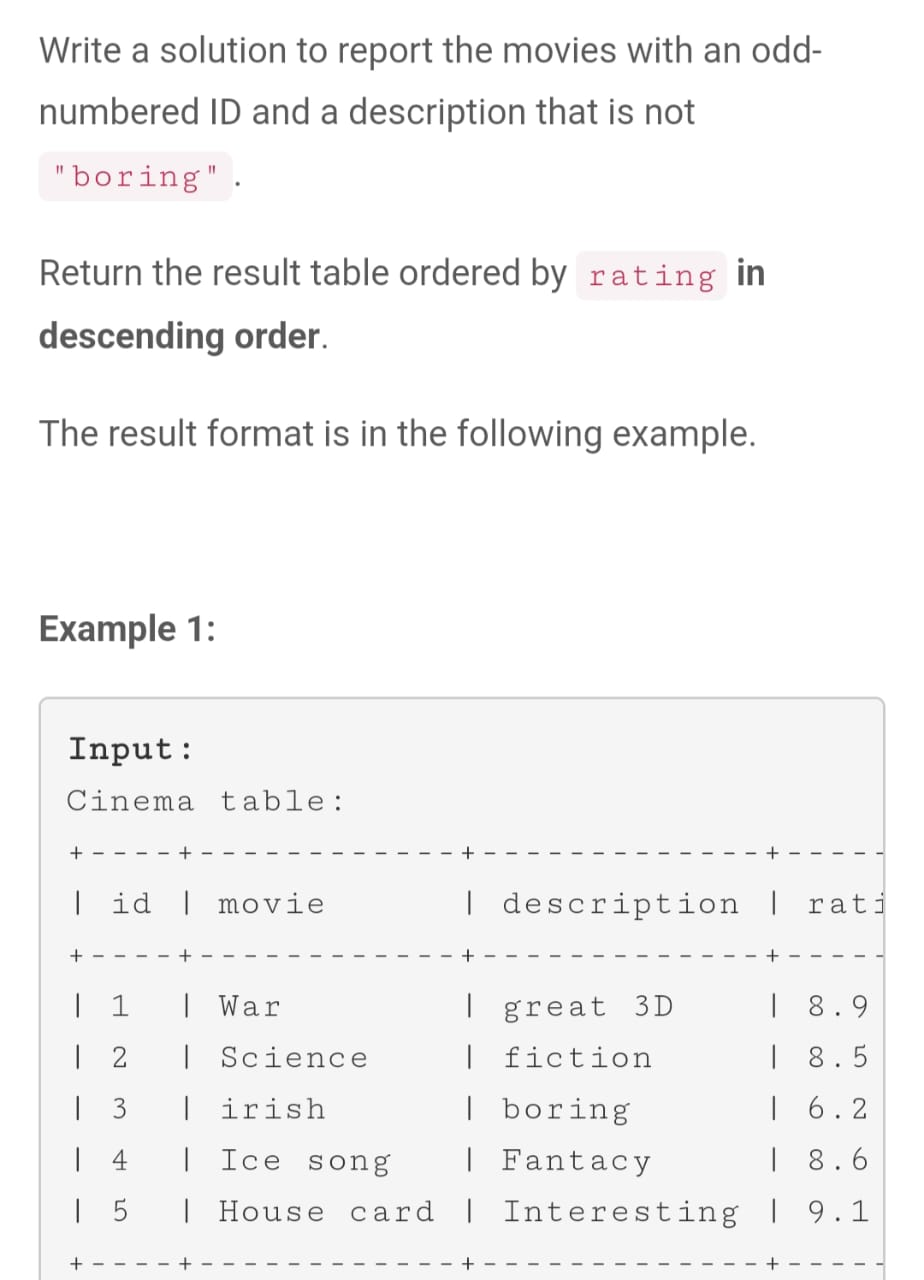 Write a solution to report the movies with an odd-
numbered ID and a description that is not
"boring".
Return the result table ordered by rating in
descending order.
The result format is in the following example.
Example 1:
Input:
Cinema table:
+----+------------+-------------+-----
| id | movie      | description | rati
+----+------------+-------------+-----
| 1  | War        | great 3D    | 8.9
| 2  | Science    | fiction     | 8.5
| 3  | irish      | boring      | 6.2
| 4  | Ice song   | Fantacy     | 8.6
| 5  | House card | Interesting | 9.1
+----+------------+-------------+-----